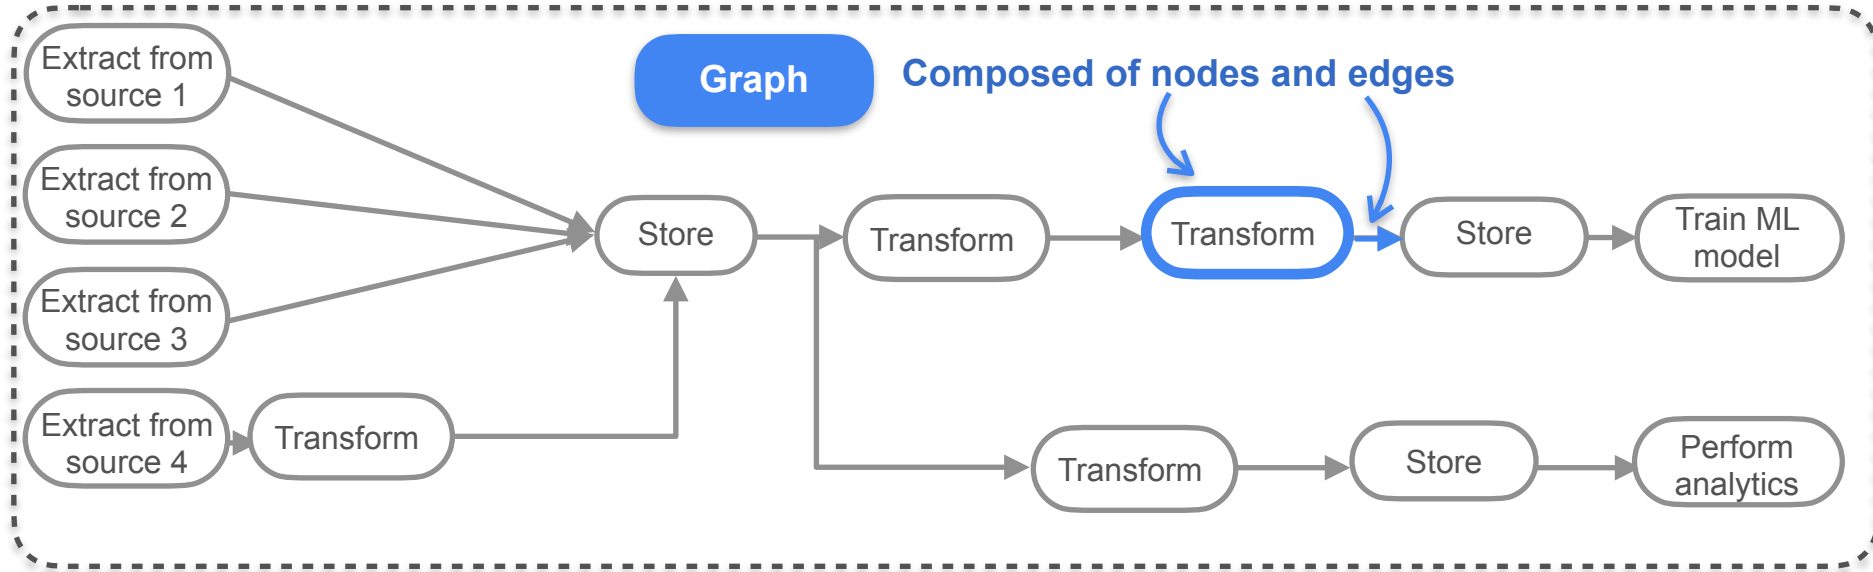 Extract from
source 1
Graph
Composed of nodes and edges
Extract from
source 2
Store
Transform
Transform
Store
Train ML
model
Extract from
source 3
Extract from
source 4
Transform
Transform
Store
Perform
analytics